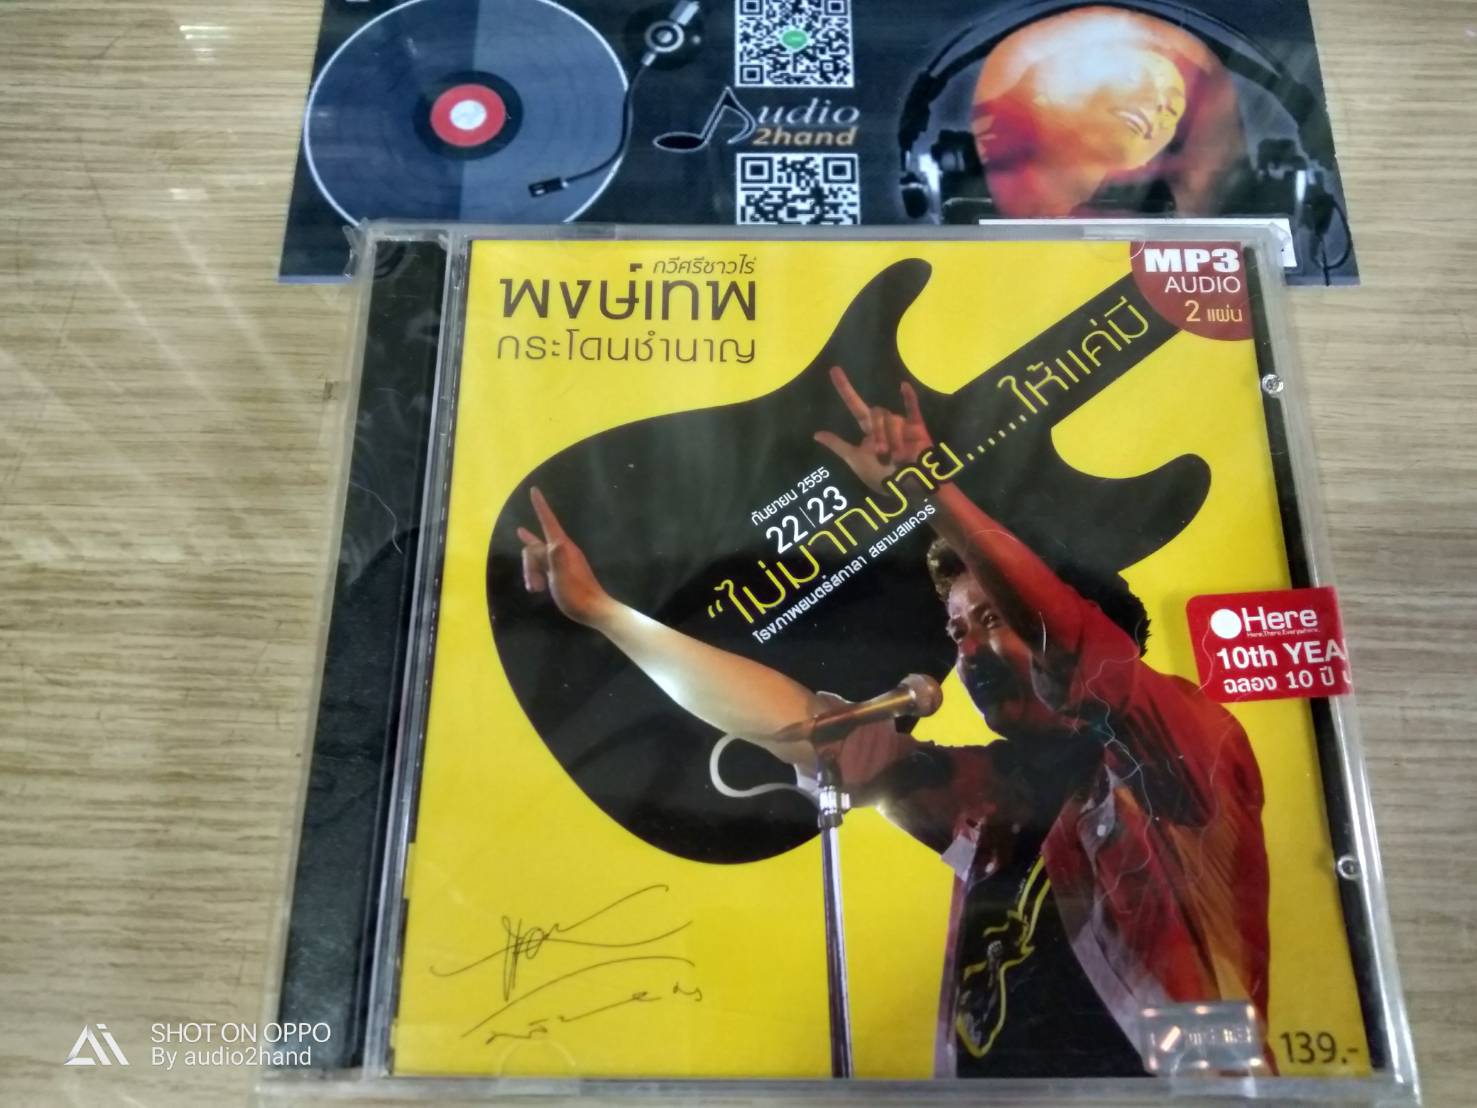 udio
2hand
กวีศรีชาวไร่
พงษ์เทพ
กระโดนชำนาญ
MP3
AUDIO
2 แผ่น
กันยายน 2555
22|23
"ไม่มากมาย......ให้แค่มี
โรงภาพยนตร์สกาลา สยามสแควร์
Here
Here.There.Everywhere.
10th YEA
ฉลอง 10 ปี
139.-
SHOT ON OPPO
By audio2hand